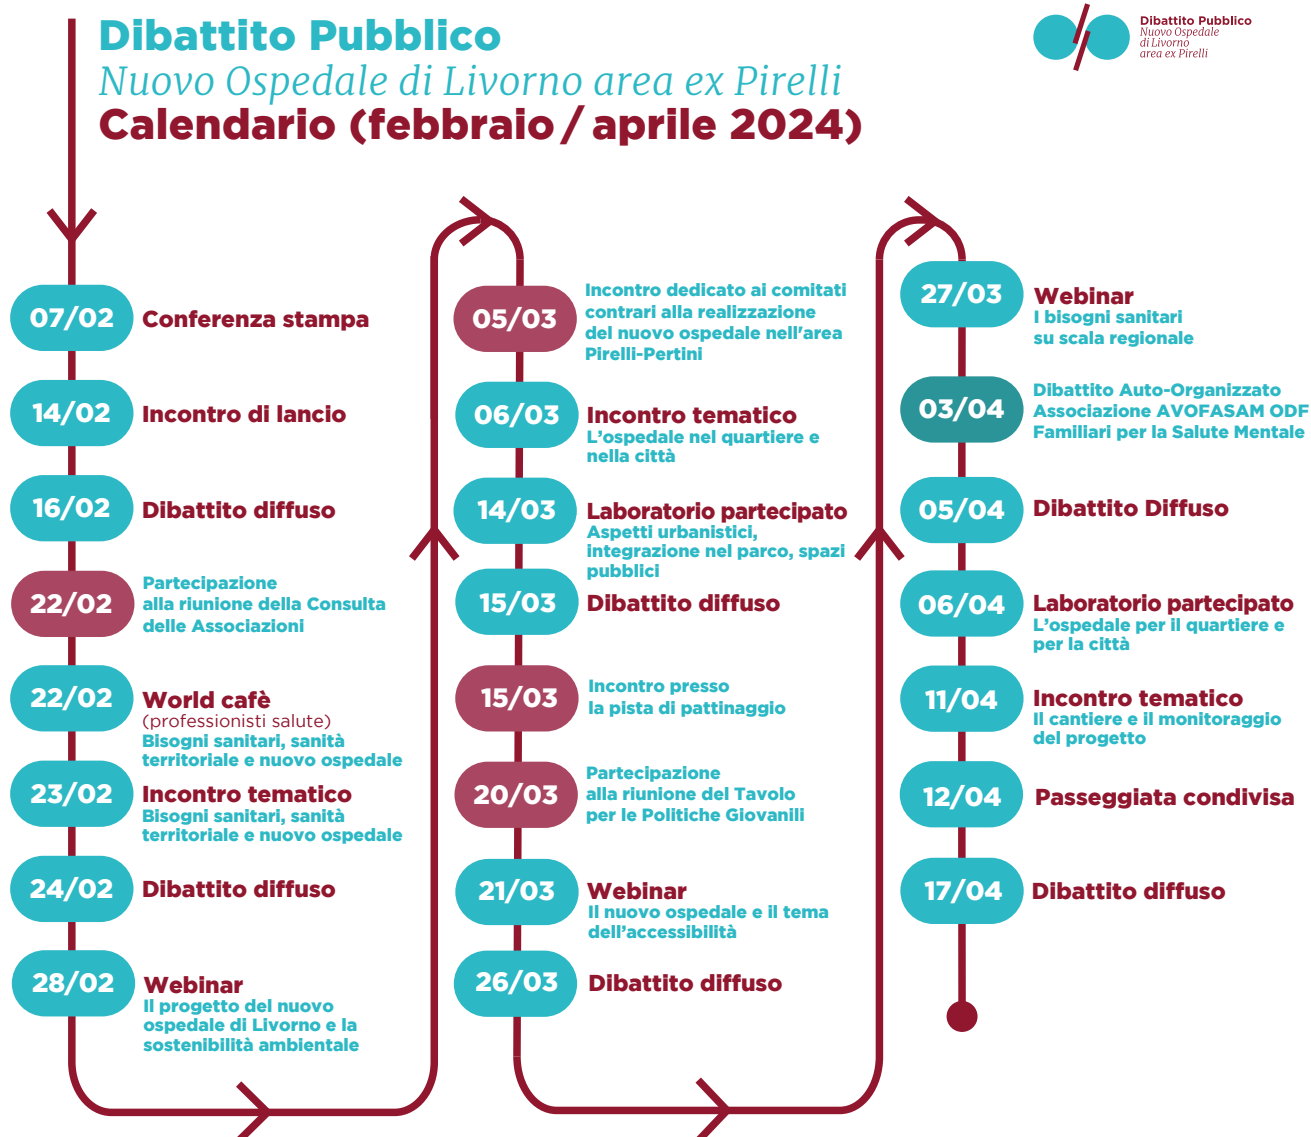 Dibattito Pubblico
Nuovo Ospedale di Livorno area ex Pirelli
Calendario (febbraio / aprile 2024)
Dibattito Pubblico
Nuovo Ospedale
di Livorno
area ex Pirelli
07/02
Conferenza stampa
14/02
Incontro di lancio
16/02
Dibattito diffuso
22/02
Partecipazione
alla riunione della Consulta
delle Associazioni
22/02
World cafè
(professionisti salute)
Bisogni sanitari, sanità
territoriale e nuovo ospedale
23/02
Incontro tematico
Bisogni sanitari, sanità
territoriale e nuovo ospedale
24/02
Dibattito diffuso
28/02
Webinar
Il progetto del nuovo
ospedale di Livorno e la
sostenibilità ambientale
05/03
Incontro dedicato ai comitati
contrari alla realizzazione
del nuovo ospedale nell'area
Pirelli-Pertini
06/03
Incontro tematico
L'ospedale nel quartiere e
nella città
14/03
Laboratorio partecipato
Aspetti urbanistici,
integrazione nel parco, spazi
pubblici
15/03
Dibattito diffuso
15/03
Incontro presso
la pista di pattinaggio
20/03
Partecipazione
alla riunione del Tavolo
per le Politiche Giovanili
21/03
Webinar
Il nuovo ospedale e il tema
dell'accessibilità
26/03
Dibattito diffuso
27/03
Webinar
I bisogni sanitari
su scala regionale
03/04
Dibattito Auto-Organizzato
Associazione AVOFASAM ODF
Familiari per la Salute Mentale
05/04
Dibattito Diffuso
06/04
Laboratorio partecipato
L'ospedale per il quartiere e
per la città
11/04
Incontro tematico
Il cantiere e il monitoraggio
del progetto
12/04
Passeggiata condivisa
17/04
Dibattito diffuso